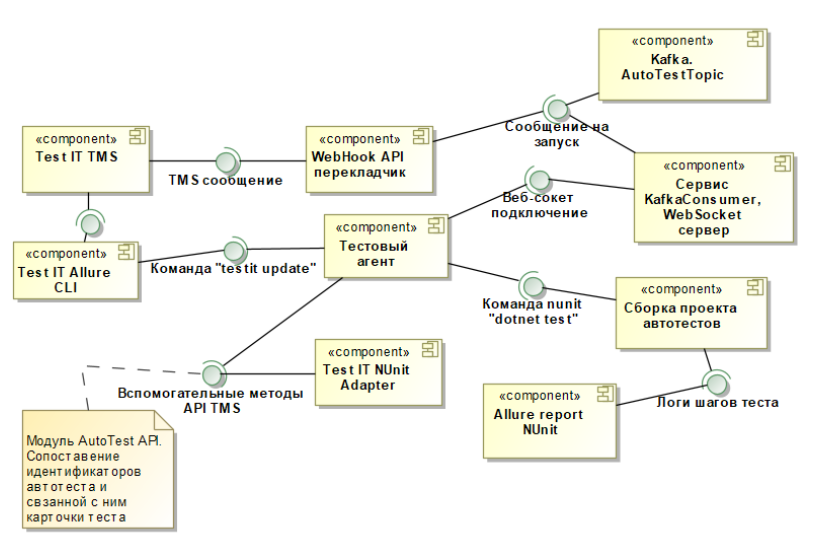 «component»
Kafka.
AutoTestTopic
«component»
Test IT TMS
TMS сообщение
«component»
WebHook API
перекладчик
Сообщение на
запуск
«component»
Сервис
KafkaConsumer,
WebSocket
сервер
Веб-сокет
подключение
«component»
Test IT Allure
CLI
Команда "testit update"
«component»
Тестовый
агент
Команда nunit
"dotnet test"
«component»
Сборка проекта
автотестов
Вспомогательные методы
API TMS
«component»
Test IT NUnit
Adapter
Логи шагов теста
«component»
Allure report
NUnit
Модуль AutoTest API.
Сопоставение
идентификаторов
автотеста и
свзанной с ним
карточки теста